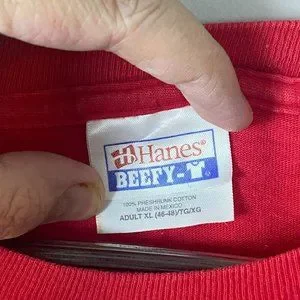 Hanes®
BEEFY-
100% PRESHRUNK COTTON
MADE IN MEXICO
ADULT XL (46-48)/TG/XG